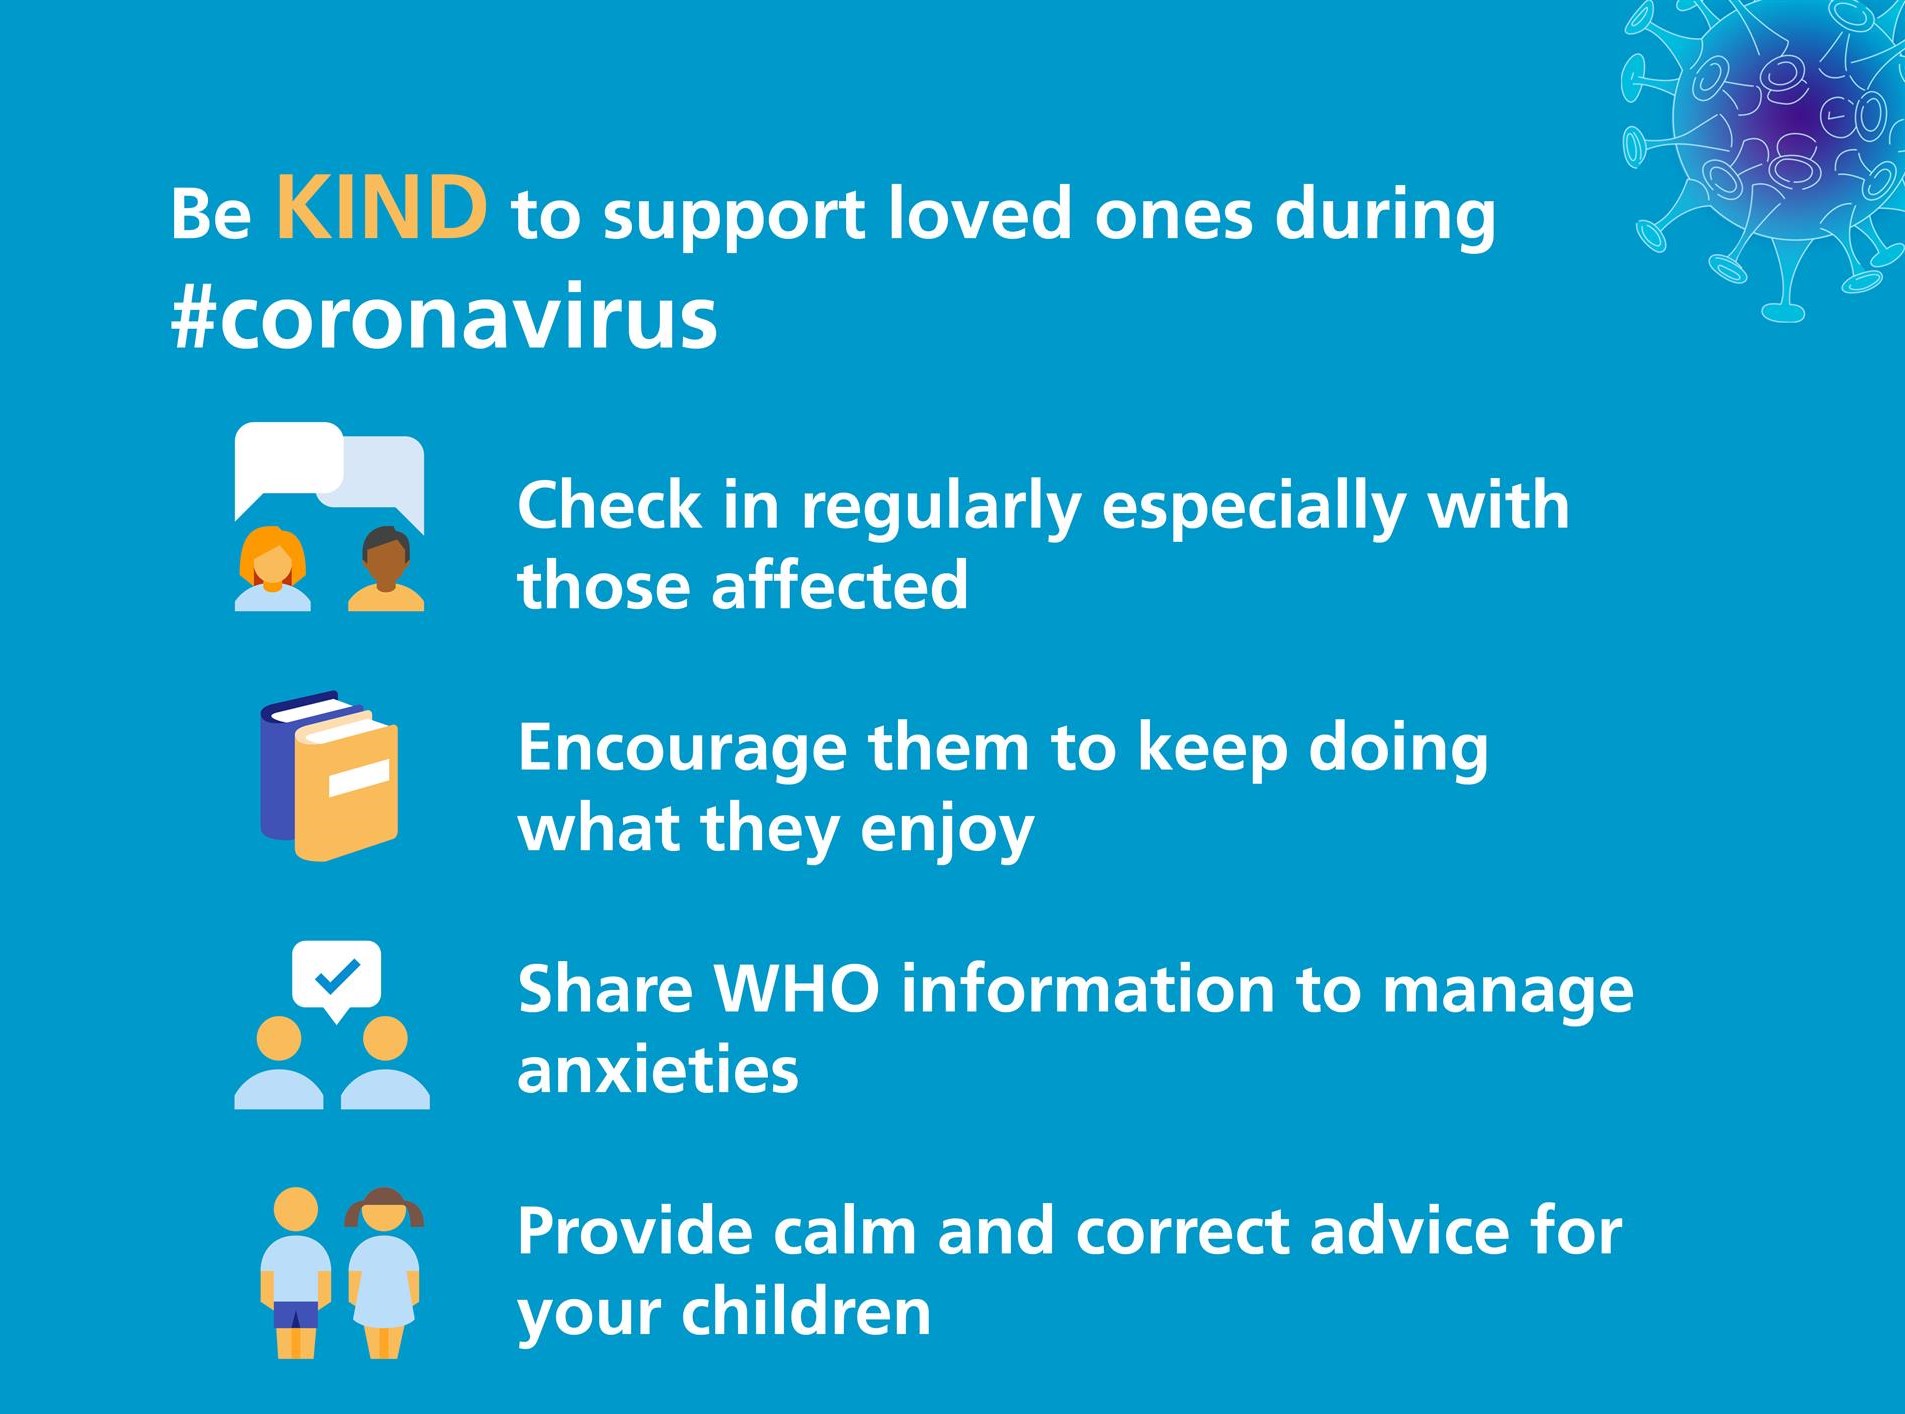 Be KIND to support loved ones during
#coronavirus
Check in regularly especially with
those affected
Encourage them to keep doing
what they enjoy
Share WHO information to manage
anxieties
Provide calm and correct advice for
your children